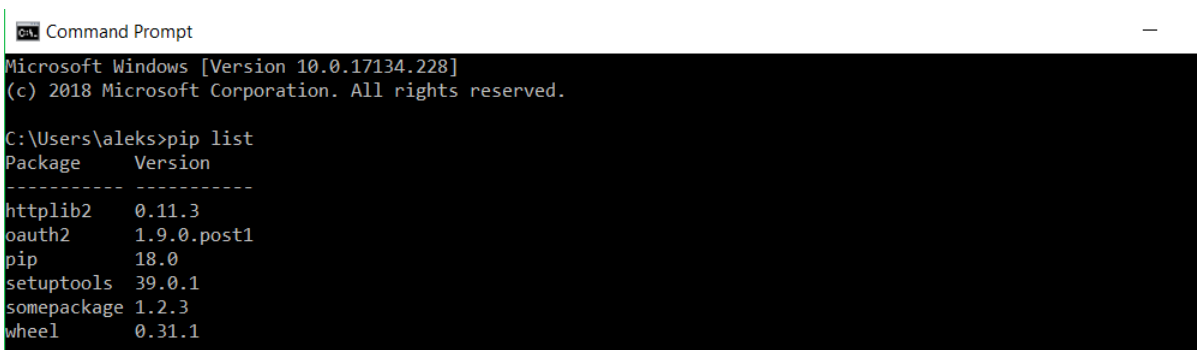 Command Prompt
Microsoft Windows [Version 10.0.17134.228]
(c) 2018 Microsoft Corporation. All rights reserved.
C:\Users\aleks>pip list
Package    Version
----------- -----------
httplib2    0.11.3
oauth2      1.9.0.post1
pip         18.0
setuptools  39.0.1
somepackage 1.2.3
wheel       0.31.1